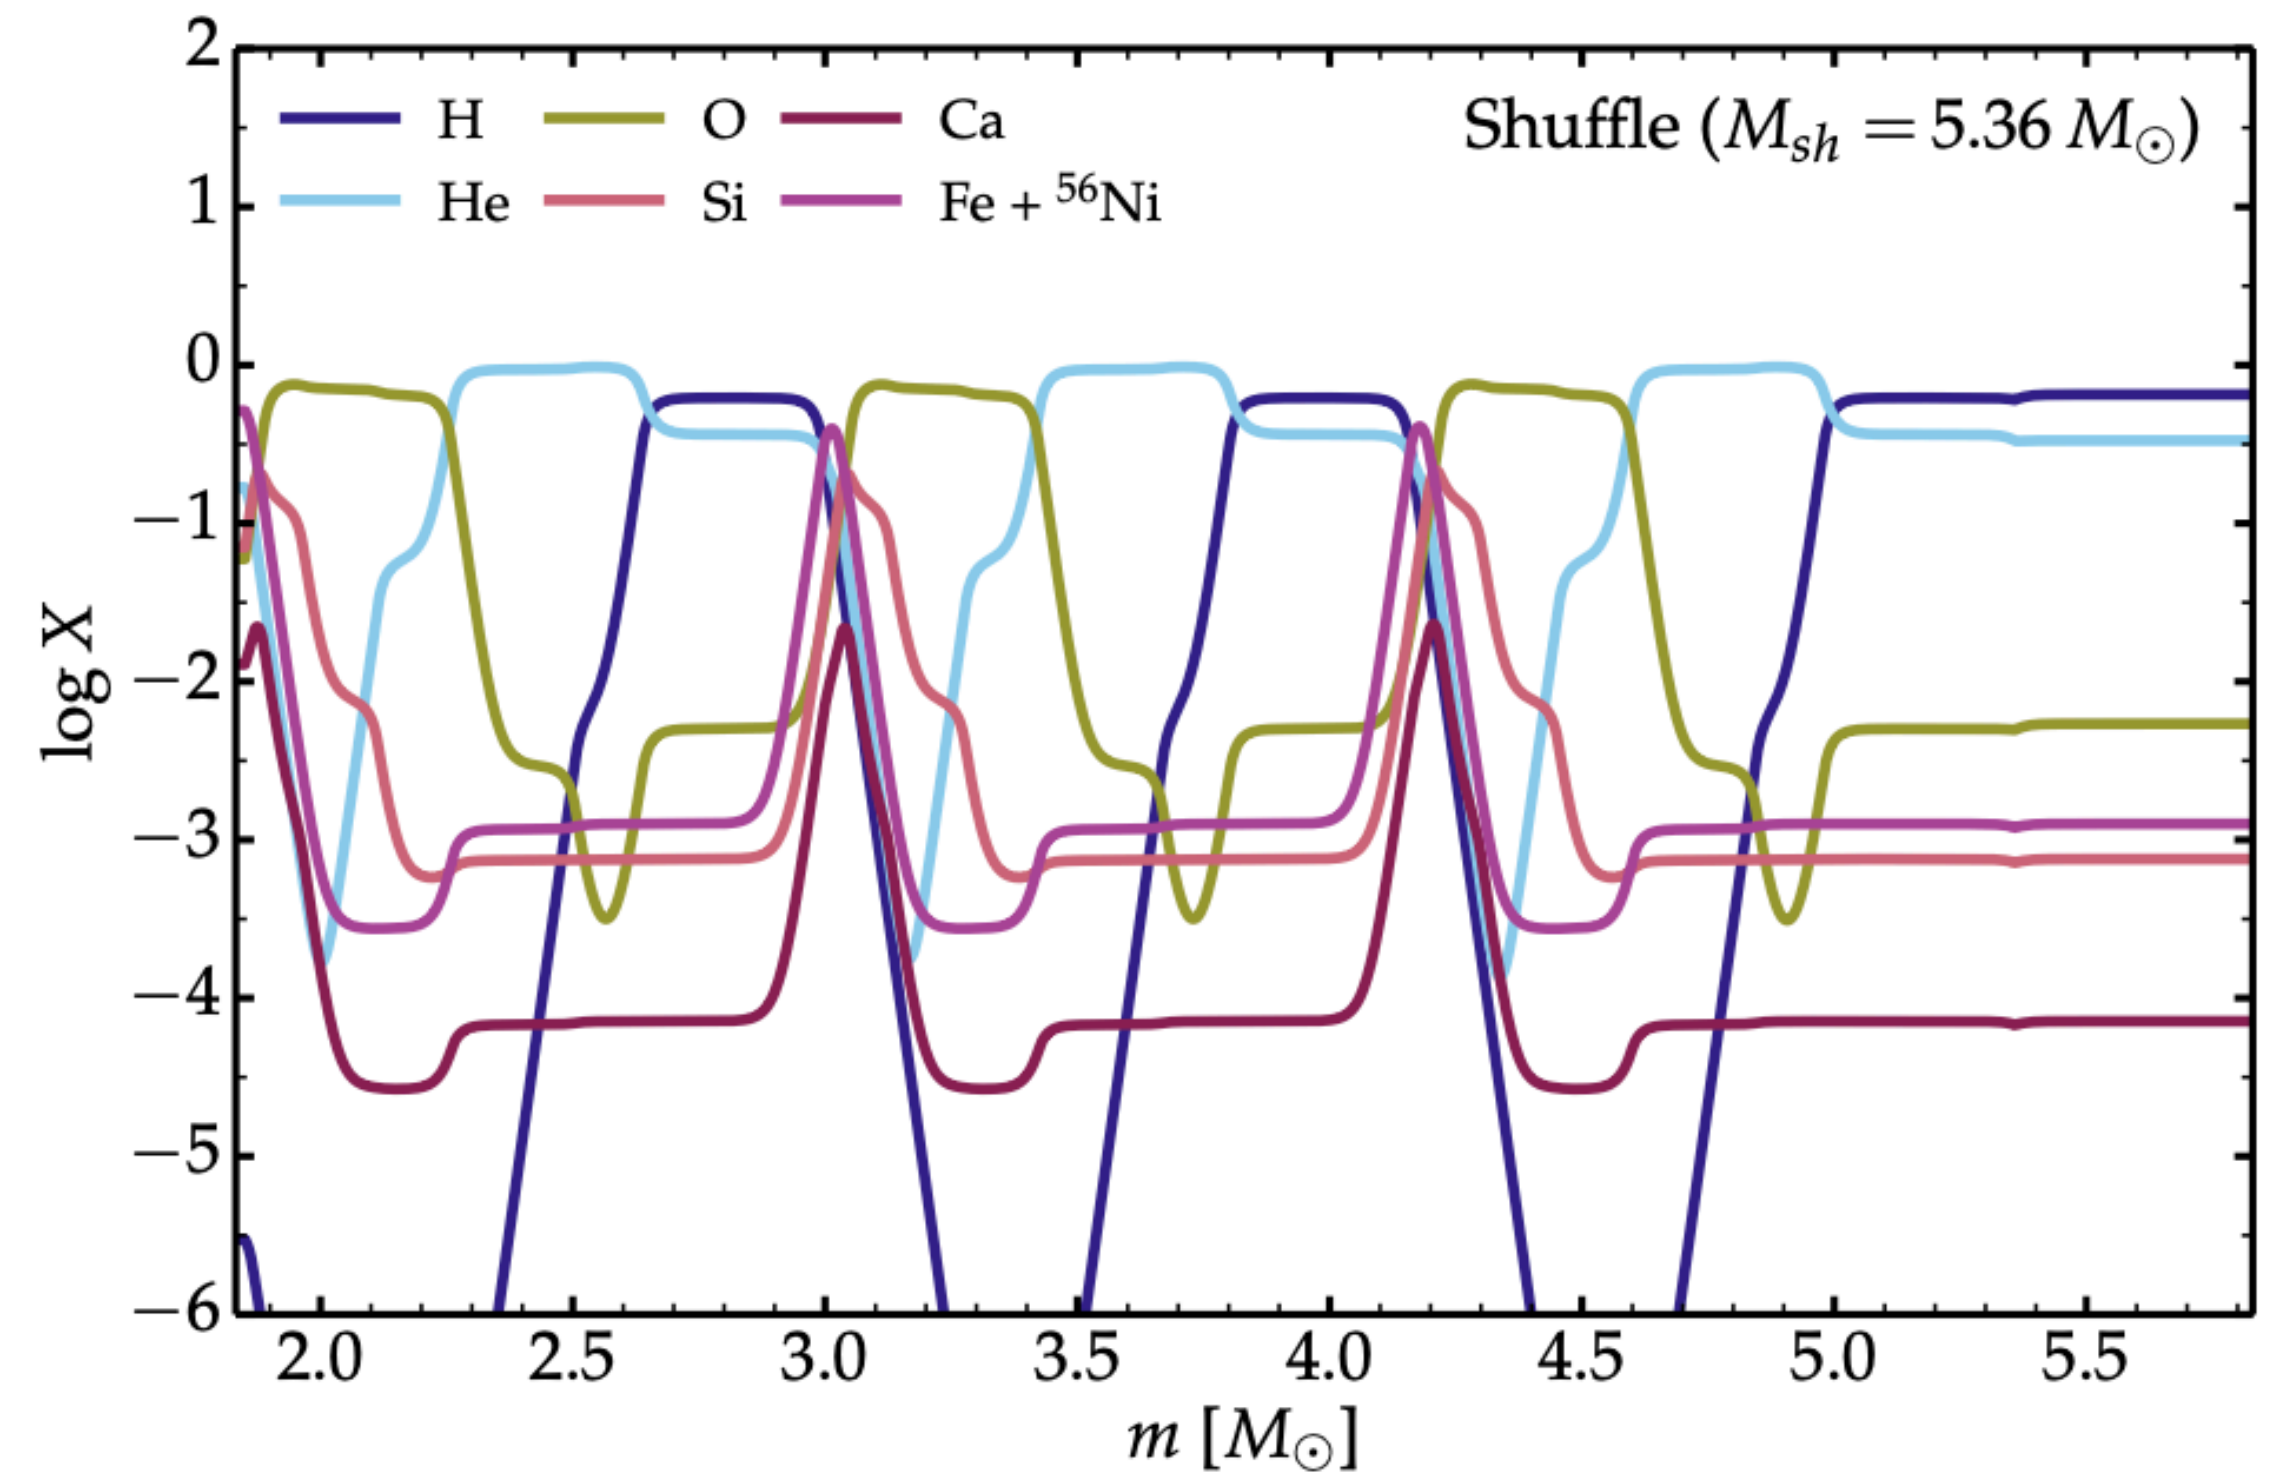 2
1
0
−1
−2
−3
−4
−5
−6
log X
H O Ca
He Si Fe + ⁵⁶Ni
Shuffle (M_sh = 5.36 M_⊙)
2.0 2.5 3.0 3.5 4.0 4.5 5.0 5.5
m [M_⊙]